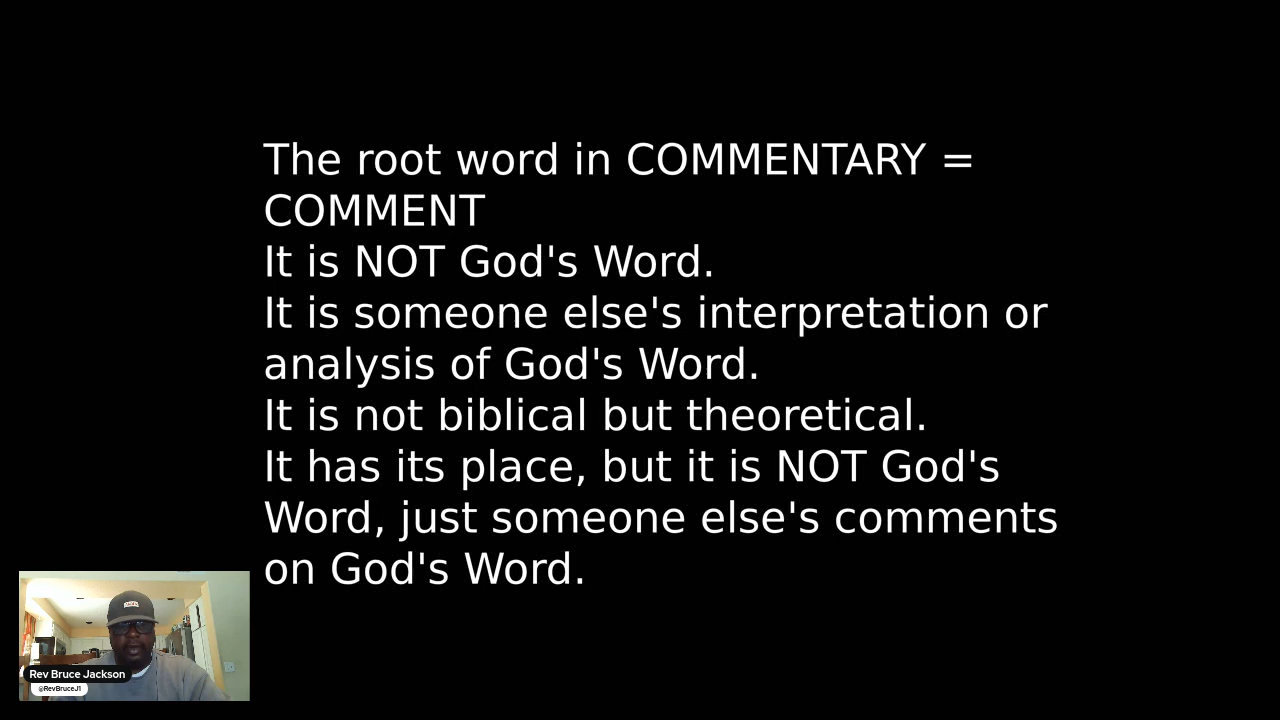 The root word in COMMENTARY =
COMMENT
It is NOT God's Word.
It is someone else's interpretation or
analysis of God's Word.
It is not biblical but theoretical.
It has its place, but it is NOT God's
Word, just someone else's comments
on God's Word.
Rev Bruce Jackson
@RevBruceJ1